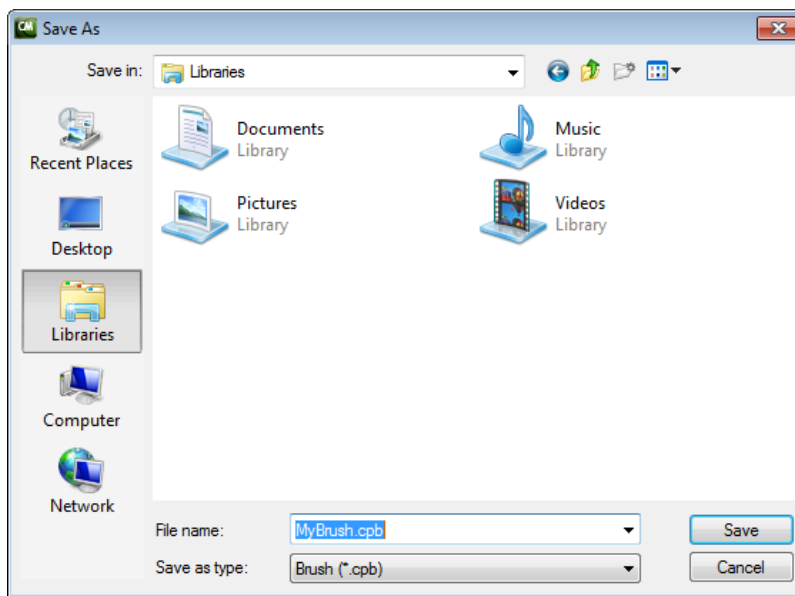 CM Save As
Save in: Libraries
Recent Places
Desktop
Libraries
Computer
Network
Documents
Library
Music
Library
Pictures
Library
Videos
Library
File name: MyBrush.cpb Save
Save as type: Brush (*.cpb) Cancel